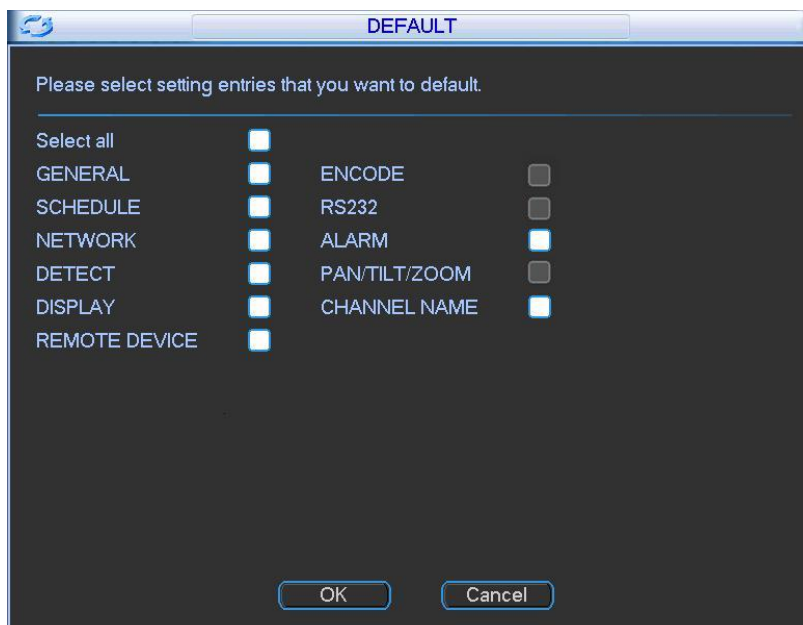 DEFAULT
Please select setting entries that you want to default.
Select all
GENERAL ENCODE
SCHEDULE RS232
NETWORK ALARM
DETECT PAN/TILT/ZOOM
DISPLAY CHANNEL NAME
REMOTE DEVICE
OK Cancel